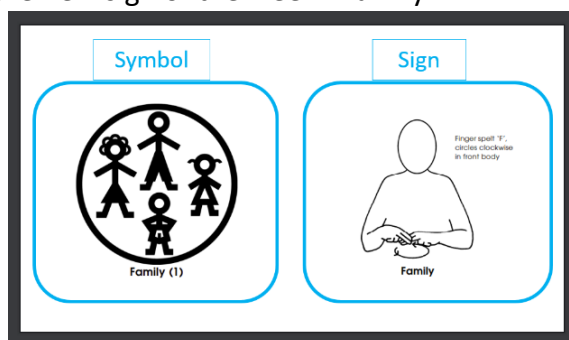 Symbol
Sign
Finger spelt 'F',
circles clockwise
in front body
Family (1)
Family